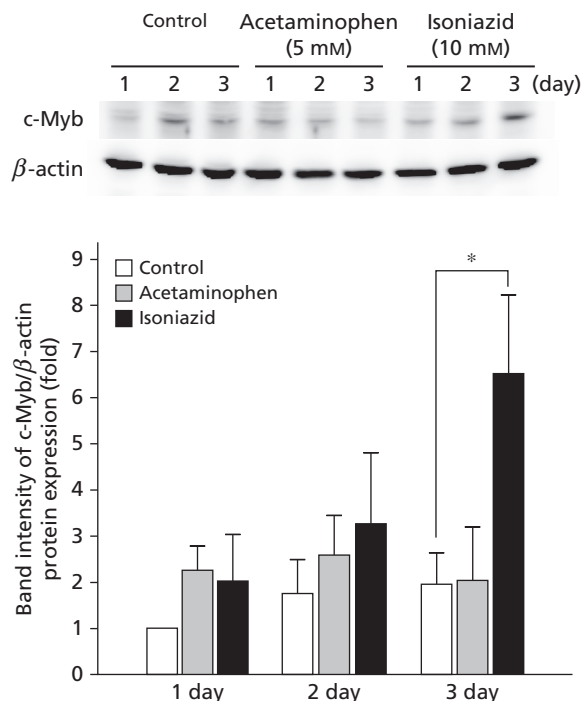 Control Acetaminophen (5 mM) Isoniazid (10 mM)
1 2 3 1 2 3 1 2 3 (day)
c-Myb
β-actin
Band intensity of c-Myb/β-actin
protein expression (fold)
9
8
7
6
5
4
3
2
1
0
Control
Acetaminophen
Isoniazid
*
1 day 2 day 3 day